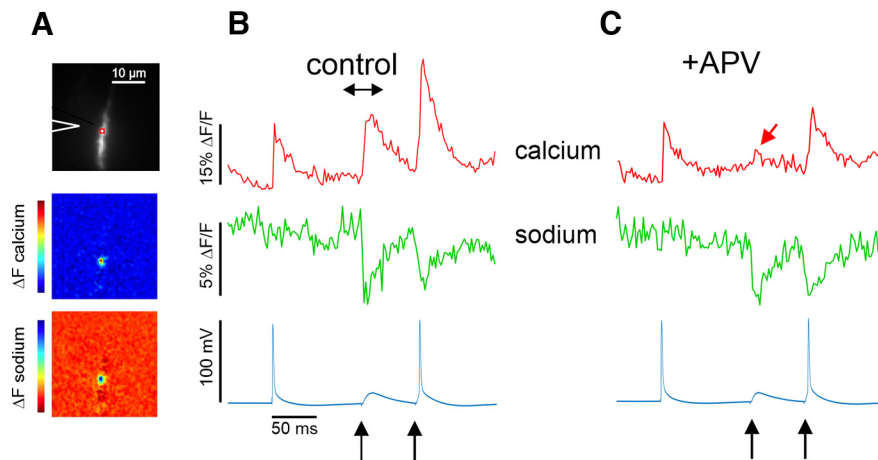 A
10 µm
ΔF calcium
ΔF sodium
B
control
15% ΔF/F
5% ΔF/F
100 mV
50 ms
calcium
sodium
C
+APV